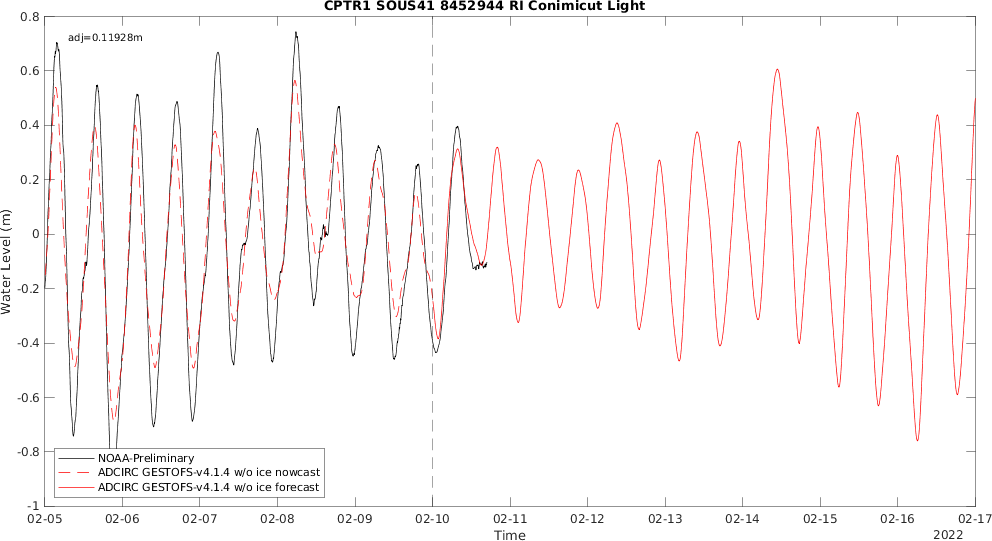 CPTR1 SOUS41 8452944 RI Conimicut Light
adj=0.11928m
0.8
0.6
0.4
0.2
0
-0.2
-0.4
-0.6
-0.8
-1
Water Level (m)
NOAA-Preliminary
ADCIRC GESTOFS-v4.1.4 w/o ice nowcast
ADCIRC GESTOFS-v4.1.4 w/o ice forecast
02-05 02-06 02-07 02-08 02-09 02-10 02-11 02-12 02-13 02-14 02-15 02-16 02-17
Time
2022